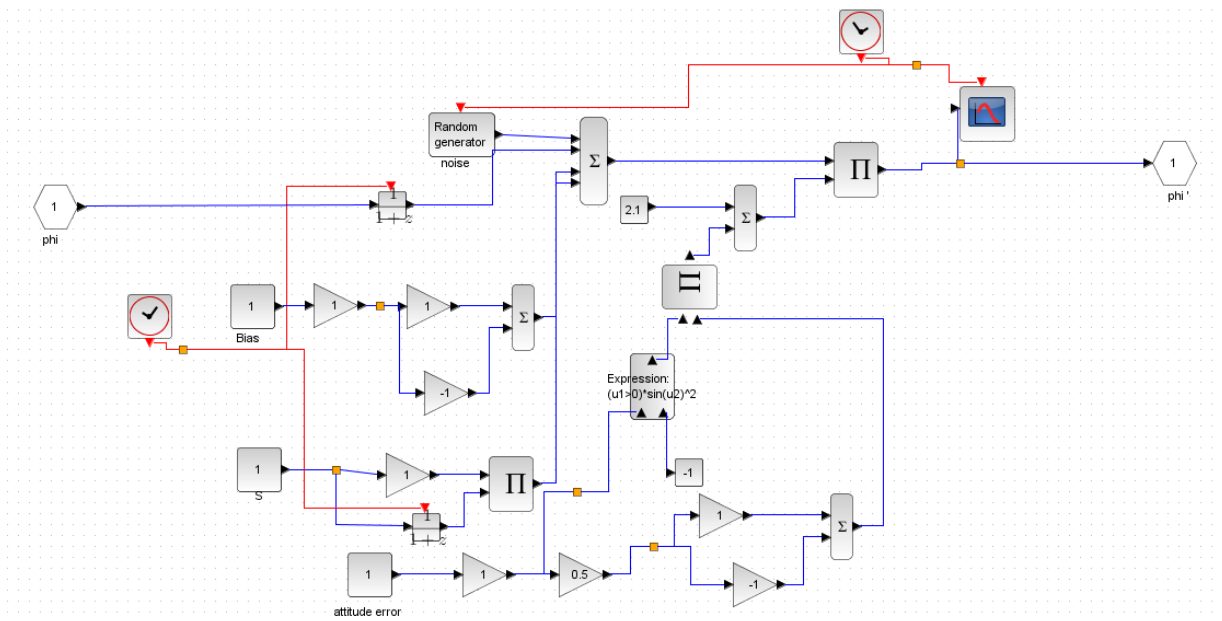 Random
generator
noise
1
phi
1
1 + z
2.1
Σ
Σ
Π
1
phi '
Π
1
Bias
1
1
Σ
-1
Expression:
(u1>0)*sin(u2)^2
1
S
1
Π
-1
1
1 + z
1
Σ
1
attitude error
1
0.5
-1